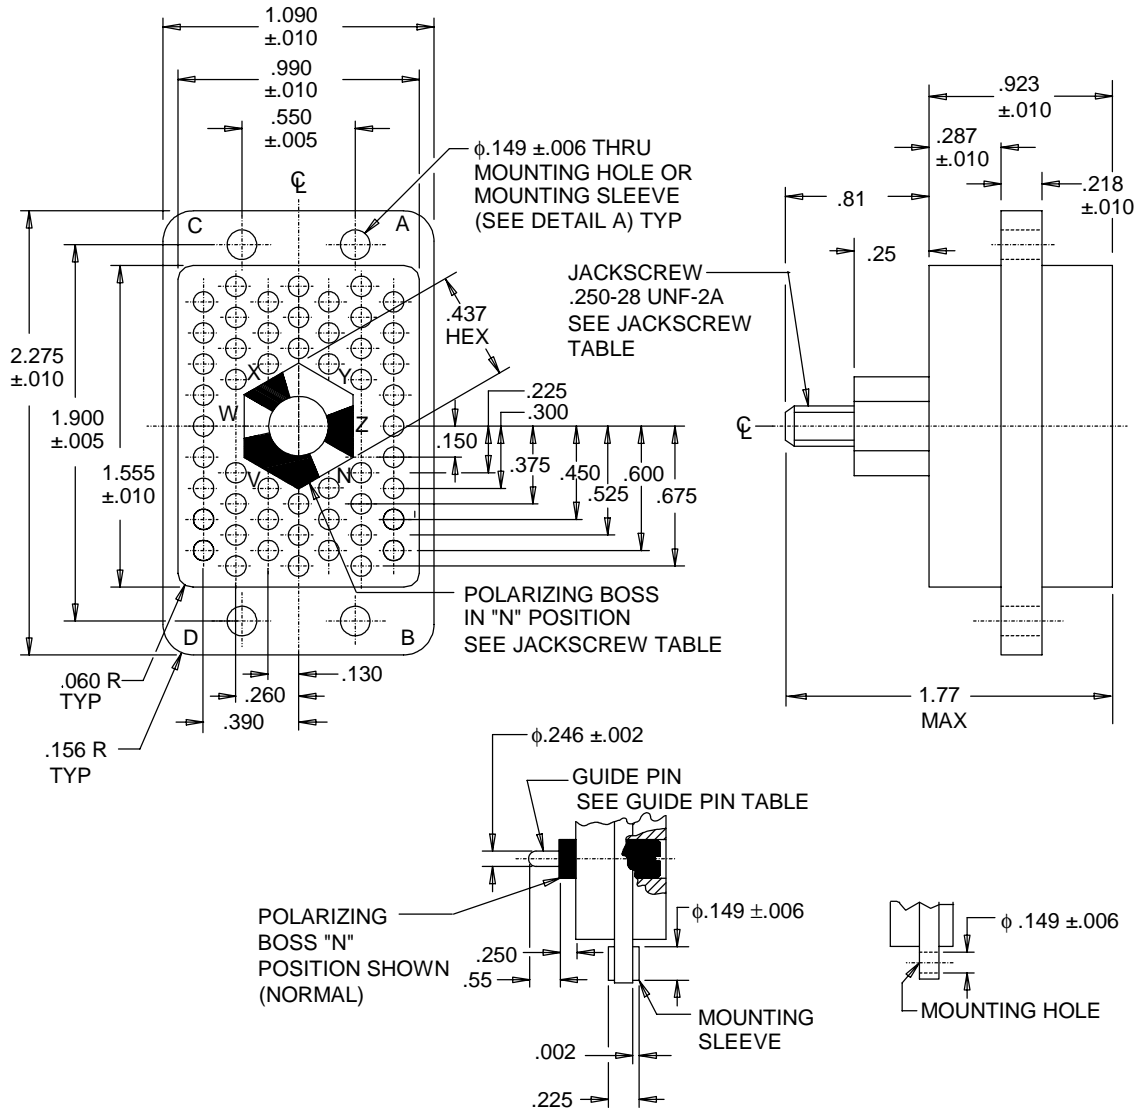 1.090
±.010
.990
±.010
.550
±.005
ϕ.149 ±.006 THRU
MOUNTING HOLE OR
MOUNTING SLEEVE
(SEE DETAIL A) TYP
℄
C
A
2.275
±.010
1.900
±.005
1.555
±.010
.437
HEX
X
Y
W
Z
V
N
.225
.300
.150
.375
.450
.525
.600
.675
POLARIZING BOSS
IN "N" POSITION
SEE JACKSCREW TABLE
D
B
.060 R
TYP
.156 R
TYP
.130
.260
.390
.923
±.010
.287
±.010
.218
±.010
.81
.25
JACKSCREW
.250-28 UNF-2A
SEE JACKSCREW
TABLE
℄
1.77
MAX
ϕ.246 ±.002
GUIDE PIN
SEE GUIDE PIN TABLE
POLARIZING
BOSS "N"
POSITION SHOWN
(NORMAL)
.250
.55
ϕ.149 ±.006
MOUNTING
SLEEVE
.002
.225
ϕ .149 ±.006
MOUNTING HOLE